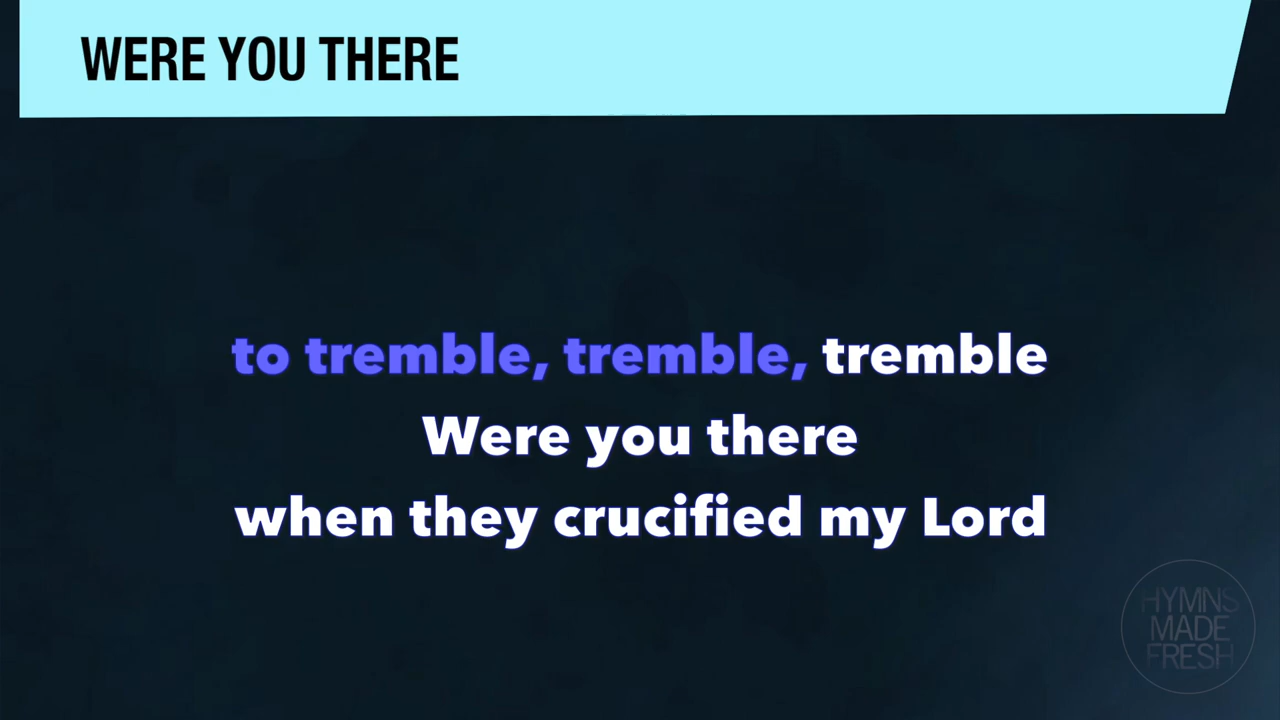 WERE YOU THERE
to tremble, tremble, tremble
Were you there
when they crucified my Lord
HYMNS
MADE
FRESH